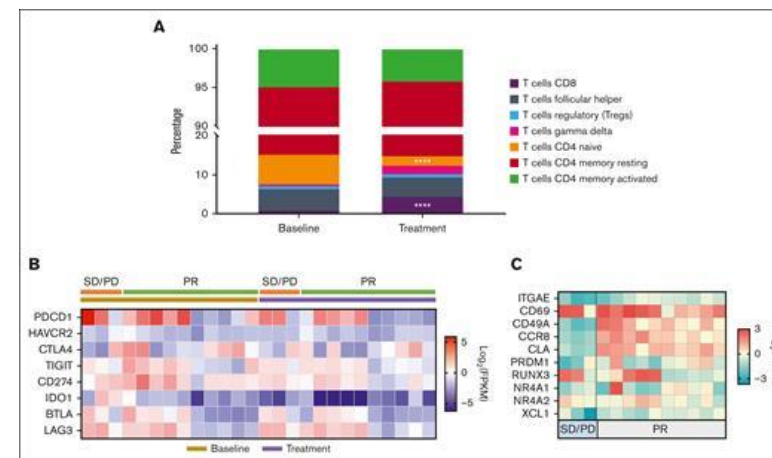 A
100
95
90
20
10
0
Percentage
Baseline
Treatment
****
****
T cells CD8
T cells follicular helper
T cells regulatory (Tregs)
T cells gamma delta
T cells CD4 naive
T cells CD4 memory resting
T cells CD4 memory activated
B
SD/PD PR SD/PD PR
PDCD1
HAVCR2
CTLA4
TIGIT
CD274
IDO1
BTLA
LAG3
5
0
-5
Log2(FPKM)
Baseline Treatment
C
ITGAE
CD69
CD49A
CCR8
CLA
PRDM1
RUNX3
NR4A1
NR4A2
XCL1
3
0
-3
SD/PD PR